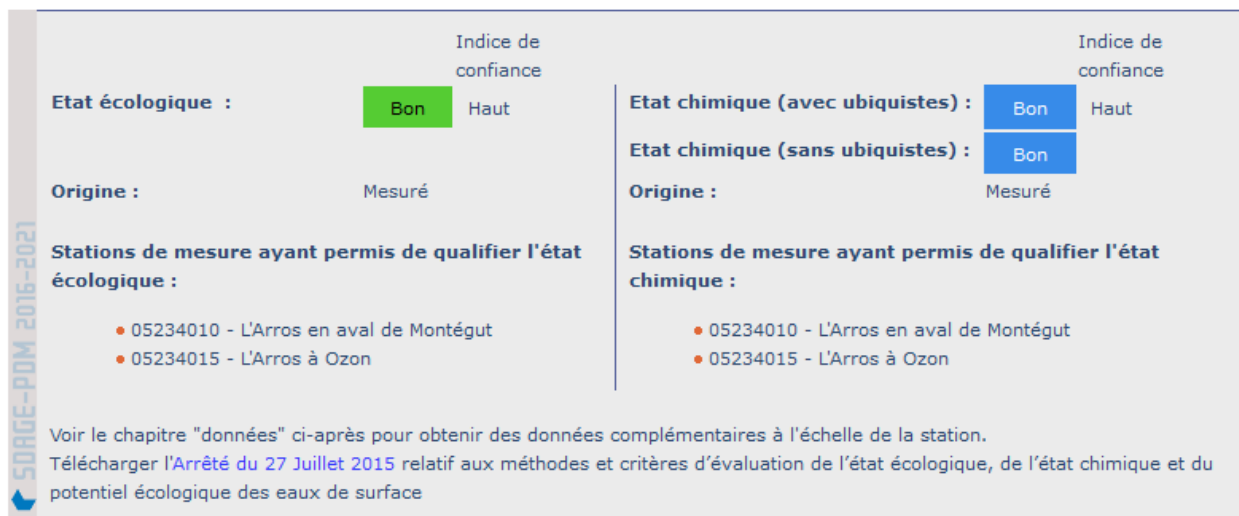 Indice de
confiance
Etat écologique :
Bon
Haut
Origine :
Mesuré
Stations de mesure ayant permis de qualifier l'état
écologique :
05234010 - L'Arros en aval de Montégut
05234015 - L'Arros à Ozon
Indice de
confiance
Etat chimique (avec ubiquistes) :
Bon
Haut
Etat chimique (sans ubiquistes) :
Bon
Origine :
Mesuré
Stations de mesure ayant permis de qualifier l'état
chimique :
05234010 - L'Arros en aval de Montégut
05234015 - L'Arros à Ozon
Voir le chapitre "données" ci-après pour obtenir des données complémentaires à l'échelle de la station.
Télécharger l'Arrêté du 27 Juillet 2015 relatif aux méthodes et critères d’évaluation de l’état écologique, de l’état chimique et du
potentiel écologique des eaux de surface
SDAGE-PDM 2016-2021